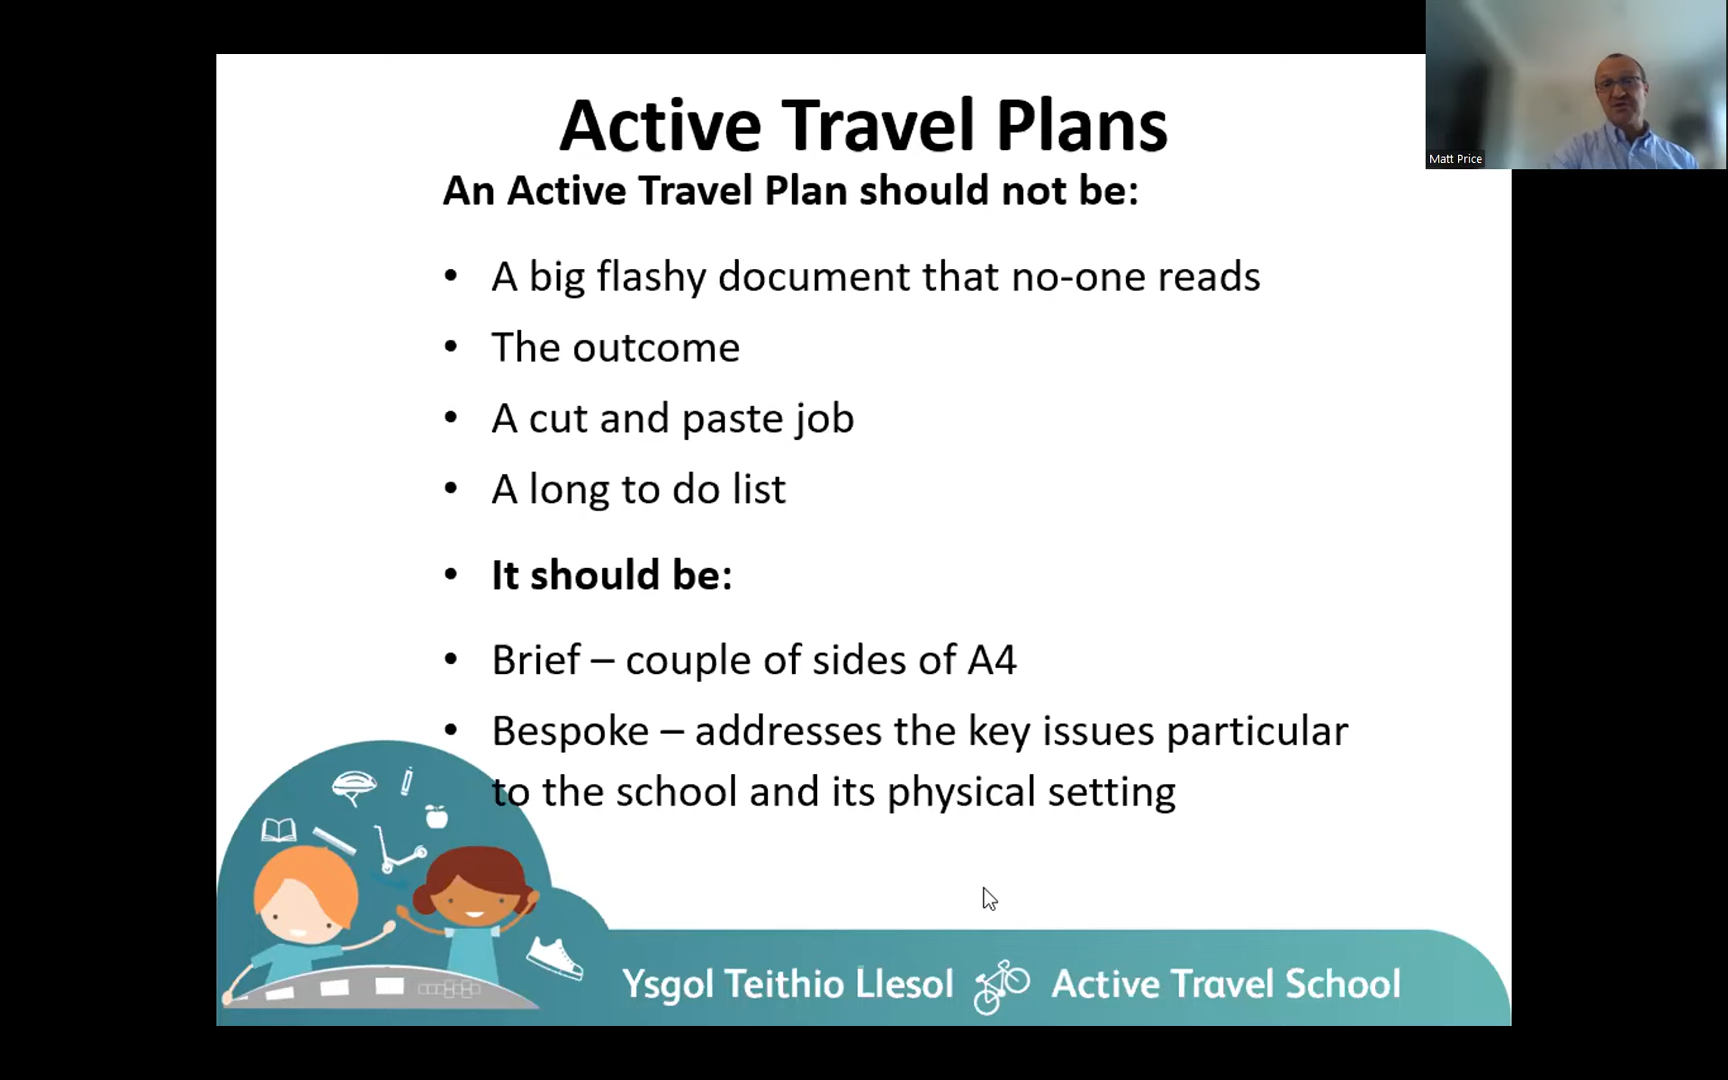 Active Travel Plans
An Active Travel Plan should not be:
• A big flashy document that no-one reads
• The outcome
• A cut and paste job
• A long to do list
• It should be:
• Brief – couple of sides of A4
• Bespoke – addresses the key issues particular
to the school and its physical setting
Ysgol Teithio Llesol Active Travel School
Matt Price